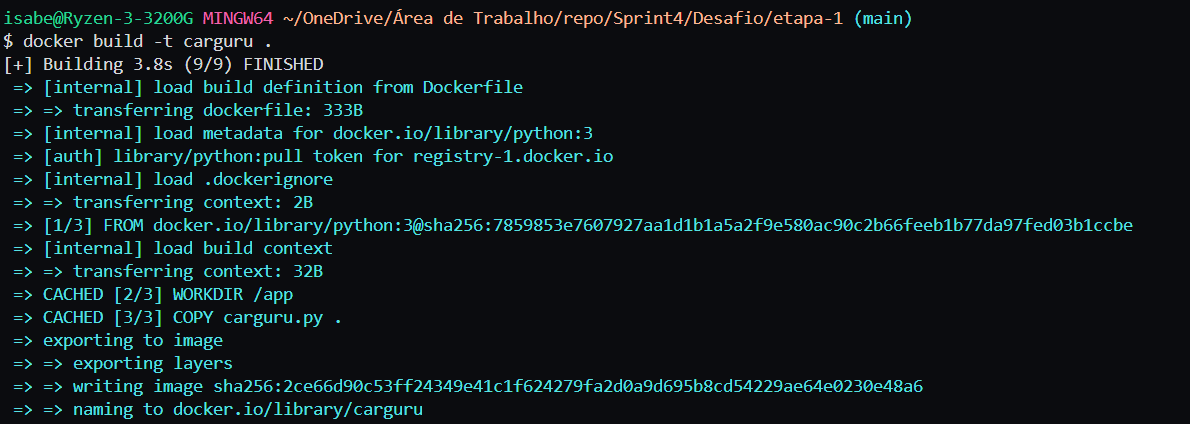 isabe@Ryzen-3-3200G MINGW64 ~/OneDrive/Área de Trabalho/repo/Sprint4/Desafio/etapa-1 (main)
$ docker build -t carguru .
[+] Building 3.8s (9/9) FINISHED
=> [internal] load build definition from Dockerfile
=> => transferring dockerfile: 333B
=> [internal] load metadata for docker.io/library/python:3
=> [auth] library/python:pull token for registry-1.docker.io
=> [internal] load .dockerignore
=> => transferring context: 2B
=> [1/3] FROM docker.io/library/python:3@sha256:7859853e7607927aa1d1b1a5a2f9e580ac90c2b66feeb1b77da97fed03b1ccbe
=> [internal] load build context
=> => transferring context: 32B
=> CACHED [2/3] WORKDIR /app
=> CACHED [3/3] COPY carguru.py .
=> exporting to image
=> => exporting layers
=> => writing image sha256:2ce66d90c53ff24349e41c1f624279fa2d0a9d695b8cd54229ae64e0230e48a6
=> => naming to docker.io/library/carguru